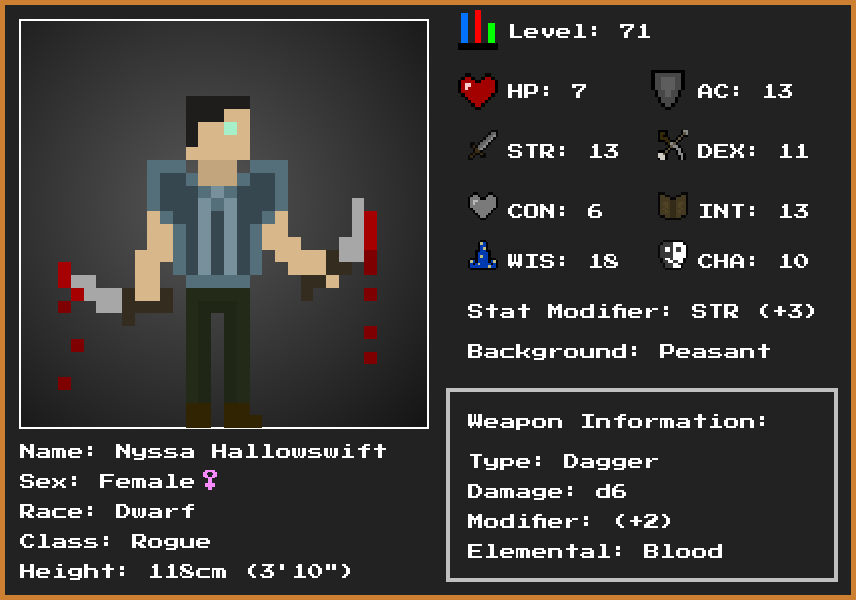 Level: 71
HP: 7
AC: 13
STR: 13
DEX: 11
CON: 6
INT: 13
WIS: 18
CHA: 10
Stat Modifier: STR (+3)
Background: Peasant
Name: Nyssa Hallowswift
Sex: Female♀
Race: Dwarf
Class: Rogue
Height: 118cm (3'10")
Weapon Information:
Type: Dagger
Damage: d6
Modifier: (+2)
Elemental: Blood